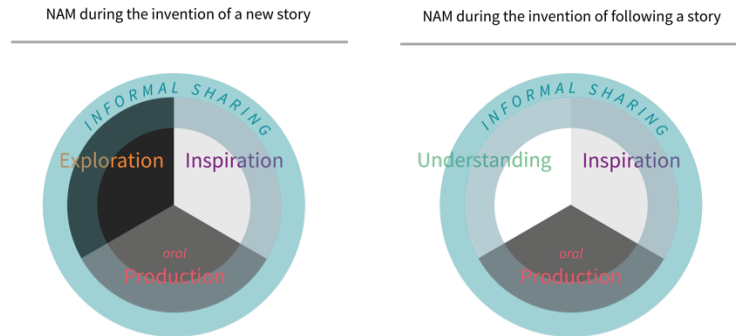 NAM during the invention of a new story
NAM during the invention of following a story
INFORMAL SHARING
Exploration
Inspiration
oral
Production
INFORMAL SHARING
Understanding
Inspiration
oral
Production